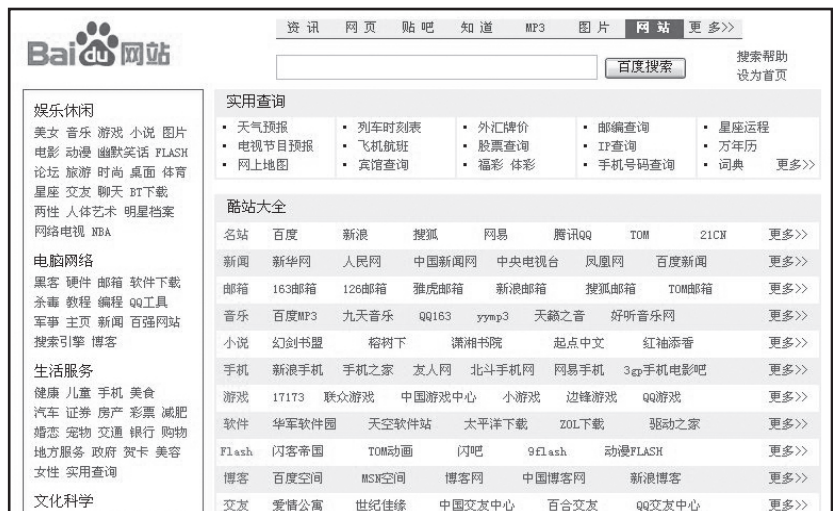 资 讯 网 页 贴 吧 知 道 MP3 图 片 网 站 更 多>>
Bai du 网站
百度搜索
搜索帮助
设为首页
娱乐休闲
美女 音乐 游戏 小说 图片
电影 动漫 幽默笑话 FLASH
论坛 旅游 时尚 桌面 体育
星座 交友 聊天 BT下载
两性 人体艺术 明星档案
网络电视 NBA
电脑网络
黑客 硬件 邮箱 软件下载
杀毒 教程 编程 QQ工具
军事 主页 新闻 百强网站
搜索引擎 博客
生活服务
健康 儿童 手机 美食
汽车 证券 房产 彩票 减肥
婚恋 宠物 交通 银行 购物
地方服务 政府 贺卡 美容
女性 实用查询
文化科学
实用查询
▪ 天气预报 ▪ 列车时刻表 ▪ 外汇牌价 ▪ 邮编查询 ▪ 星座运程
▪ 电视节目预报 ▪ 飞机航班 ▪ 股票查询 ▪ IP查询 ▪ 万年历
▪ 网上地图 ▪ 宾馆查询 ▪ 福彩 体彩 ▪ 手机号码查询 ▪ 词典 更多>>
酷站大全
名站 百度 新浪 搜狐 网易 腾讯QQ TOM 21CN 更多>>
新闻 新华网 人民网 中国新闻网 中央电视台 凤凰网 百度新闻 更多>>
邮箱 163邮箱 126邮箱 雅虎邮箱 新浪邮箱 搜狐邮箱 TOM邮箱 更多>>
音乐 百度MP3 九天音乐 QQ163 yymp3 天籁之音 好听音乐网 更多>>
小说 幻剑书盟 榕树下 潇湘书院 起点中文 红袖添香 更多>>
手机 新浪手机 手机之家 友人网 北斗手机网 网易手机 3gp手机电影吧 更多>>
游戏 17173 联众游戏 中国游戏中心 小游戏 边锋游戏 QQ游戏 更多>>
软件 华军软件园 天空软件站 太平洋下载 ZOL下载 驱动之家 更多>>
Flash 闪客帝国 TOM动画 闪吧 9flash 动漫FLASH 更多>>
博客 百度空间 MSN空间 博客网 中国博客网 新浪博客 更多>>
交友 爱情公寓 世纪佳缘 中国交友中心 百合交友 QQ交友中心 更多>>